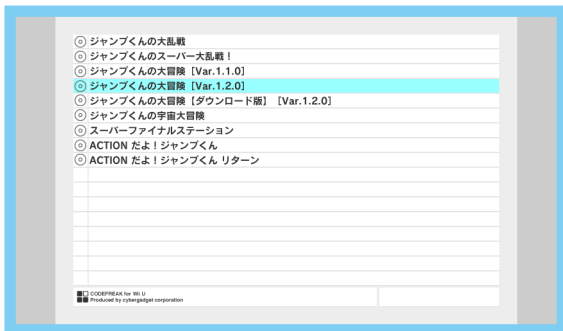 ジャンプくんの大乱戦
ジャンプくんのスーパー大乱戦！
ジャンプくんの大冒険［Var.1.1.0］
ジャンプくんの大冒険［Var.1.2.0］
ジャンプくんの大冒険【ダウンロード版】［Var.1.2.0］
ジャンプくんの宇宙大冒険
スーパーファイナルステーション
ACTION だよ！ジャンプくん
ACTION だよ！ジャンプくん リターン
CODEFREAK for Wii U
Produced by cybergadget corporation